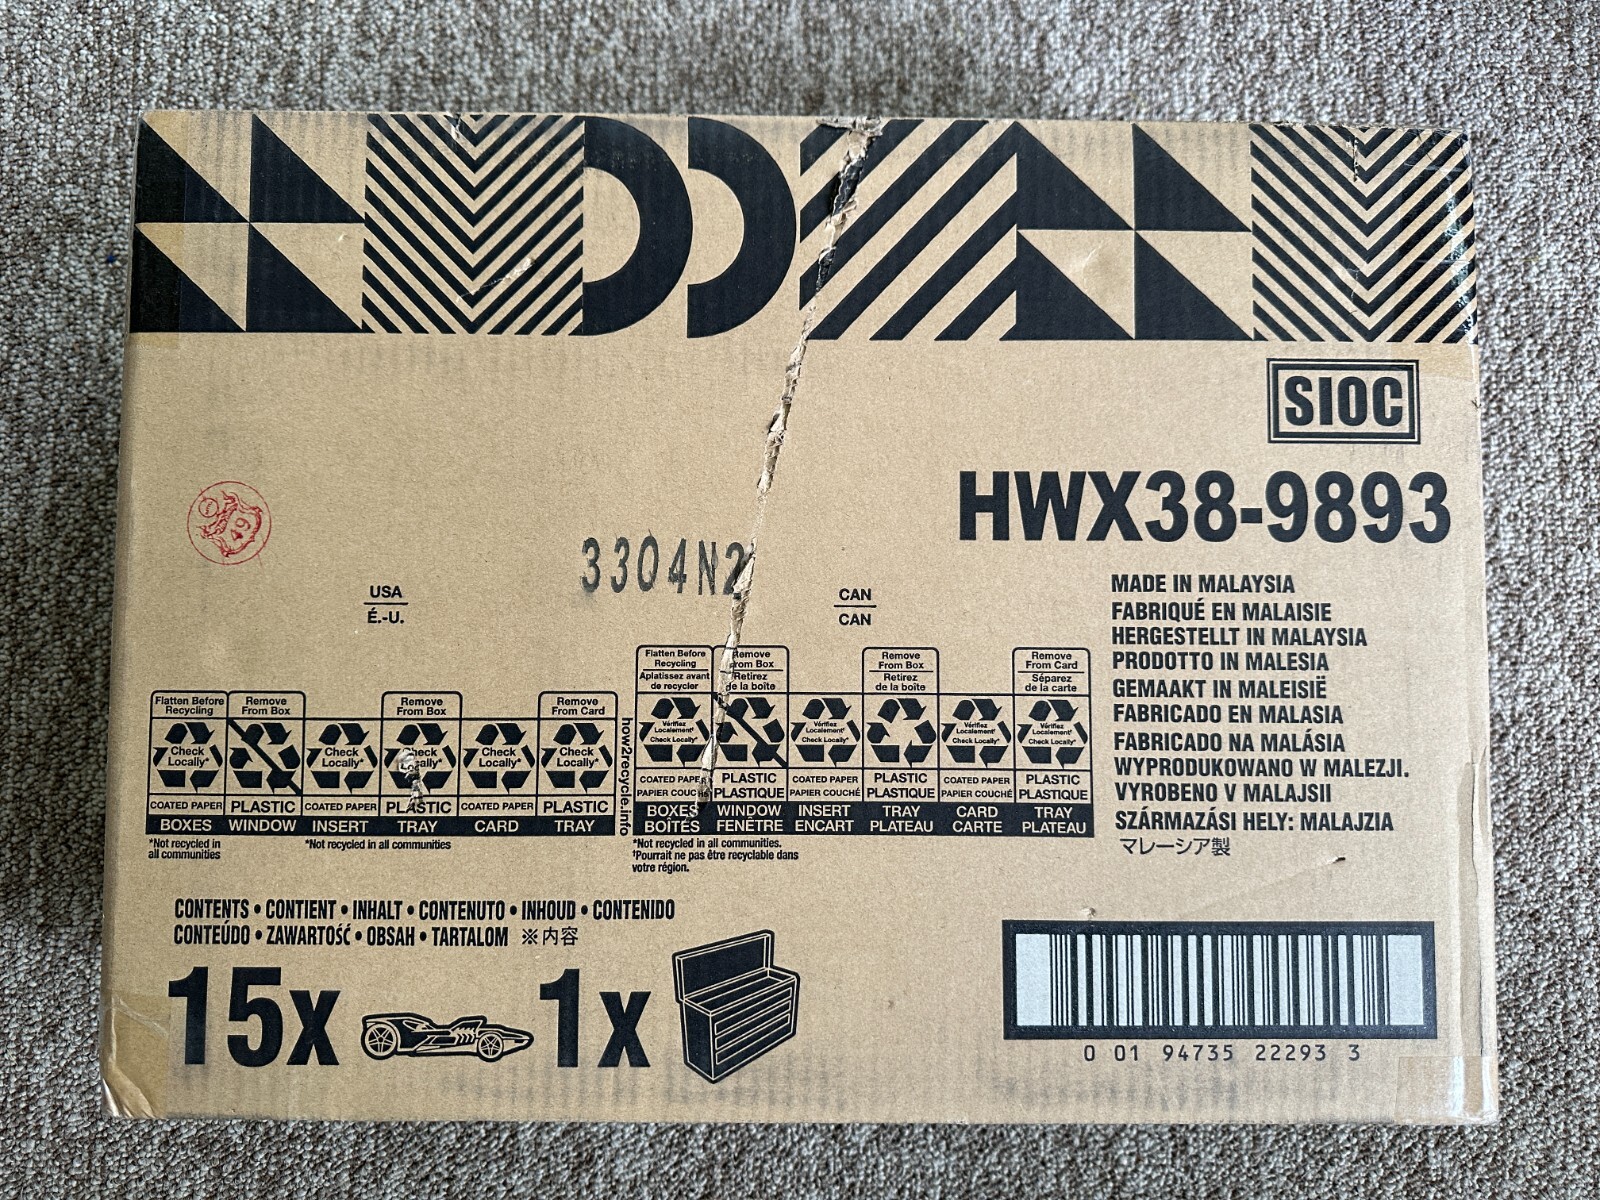 SIOC
HWX38-9893
3304N2
49
USA
É.-U.
CAN
CAN
MADE IN MALAYSIA
FABRIQUÉ EN MALAISIE
HERGESTELLT IN MALAYSIA
PRODOTTO IN MALESIA
GEMAAKT IN MALEISIË
FABRICADO EN MALASIA
FABRICADO NA MALÁSIA
WYPRODUKOWANO W MALEZJI.
VYROBENO V MALAJSII
SZÁRMAZÁSI HELY: MALAJZIA
マレーシア製
Flatten Before
Recycling
Check
Locally*
COATED PAPER
BOXES
Remove
From Box
PLASTIC
WINDOW
Check
Locally*
COATED PAPER
INSERT
Remove
From Box
Check
Locally*
PLASTIC
TRAY
Check
Locally*
COATED PAPER
CARD
Remove
From Card
Check
Locally*
PLASTIC
TRAY
*Not recycled in
all communities
*Not recycled in all communities
how2recycle.info
Flatten Before
Recycling
Aplatissez avant
de recycler
Vérifiez
Localement†
Check Locally*
COATED PAPER
PAPIER COUCHÉ
BOXES
BOÎTES
Remove
From Box
Retirez
de la boîte
PLASTIC
PLASTIQUE
WINDOW
FENÊTRE
Vérifiez
Localement†
Check Locally*
COATED PAPER
PAPIER COUCHÉ
INSERT
ENCART
Remove
From Box
Retirez
de la boîte
PLASTIC
PLASTIQUE
TRAY
PLATEAU
Vérifiez
Localement†
Check Locally*
COATED PAPER
PAPIER COUCHÉ
CARD
CARTE
Remove
From Card
Séparez
de la carte
Vérifiez
Localement†
Check Locally*
PLASTIC
PLASTIQUE
TRAY
PLATEAU
*Not recycled in all communities.
†Pourrait ne pas être recyclable dans
votre région.
CONTENTS • CONTIENT • INHALT • CONTENUTO • INHOUD • CONTENIDO
CONTEÚDO • ZAWARTOŚĆ • OBSAH • TARTALOM ※内容
15x 1x
0 01 94735 22293 3